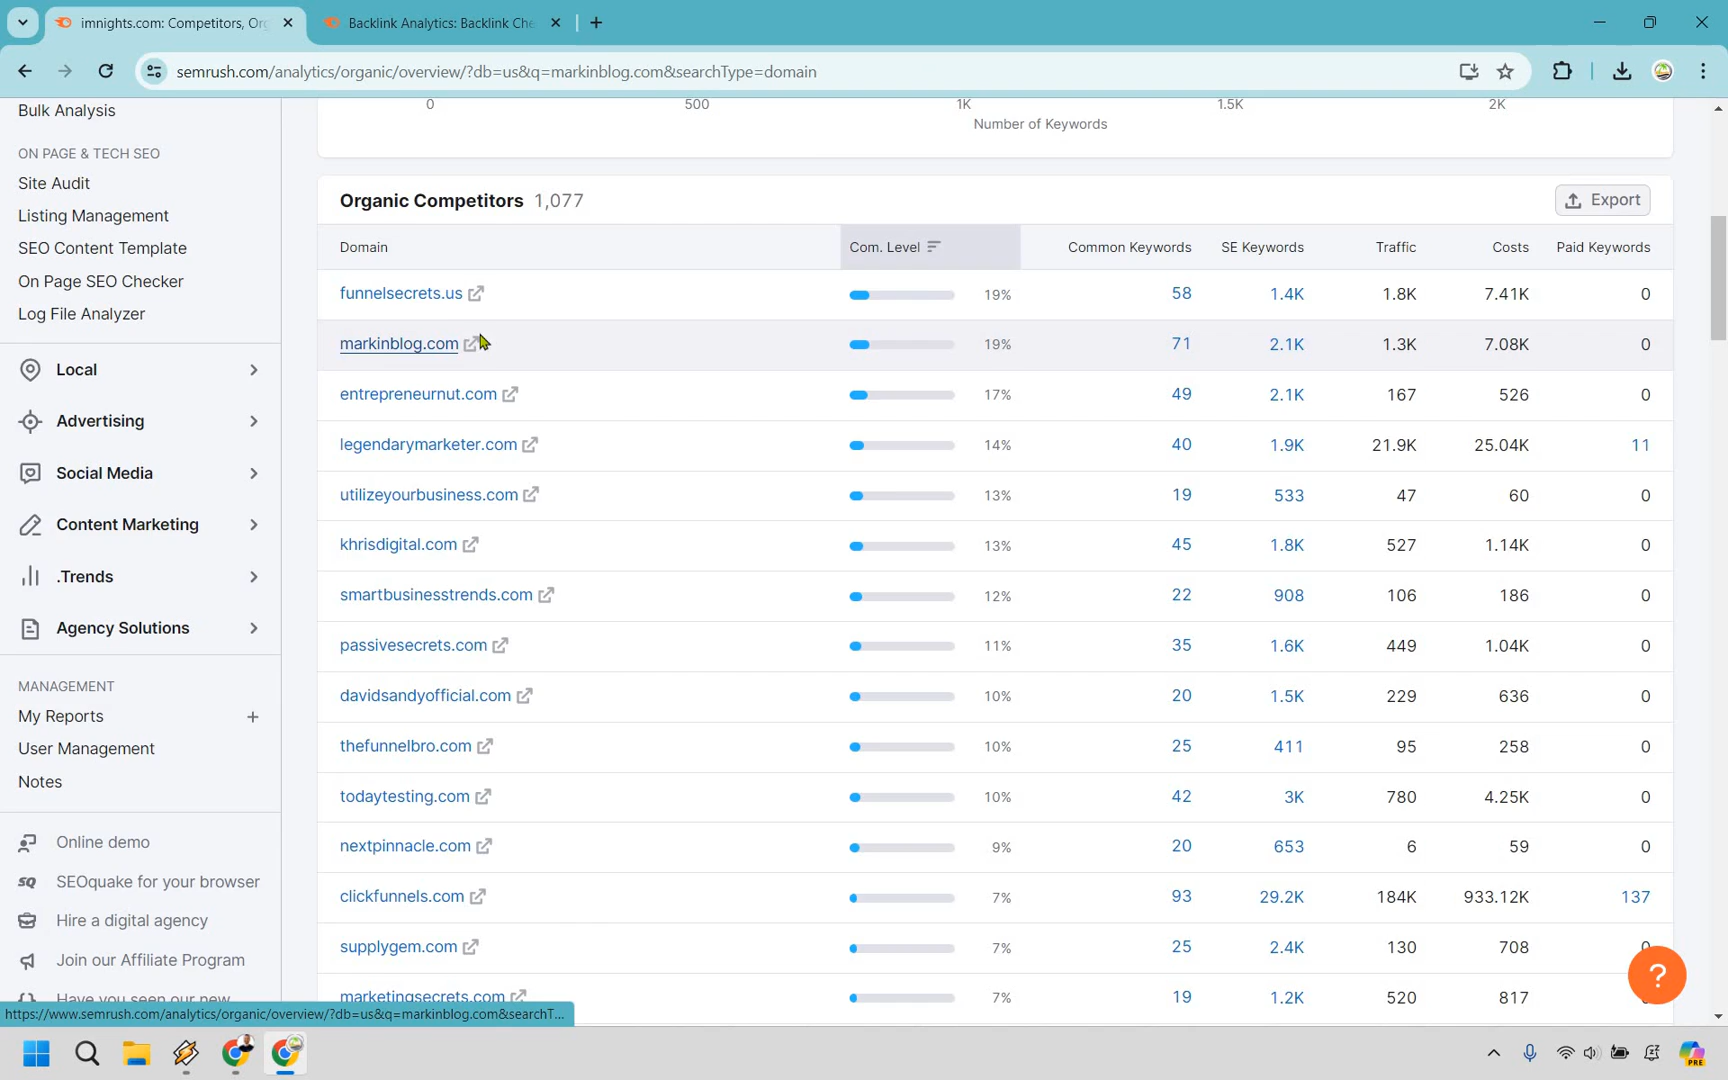 imnights.com: Competitors, Org
Backlink Analytics: Backlink Che
semrush.com/analytics/organic/overview/?db=us&q=markinblog.com&searchType=domain
Bulk Analysis
ON PAGE & TECH SEO
Site Audit
Listing Management
SEO Content Template
On Page SEO Checker
Log File Analyzer
Local
Advertising
Social Media
Content Marketing
.Trends
Agency Solutions
MANAGEMENT
My Reports
User Management
Notes
Online demo
SQ SEOquake for your browser
Hire a digital agency
Join our Affiliate Program
Have you seen our new
https://www.semrush.com/analytics/organic/overview/?db=us&q=markinblog.com&searchT...
0 500 1K 1.5K 2K
Number of Keywords
Organic Competitors 1,077
Export
Domain Com. Level Common Keywords SE Keywords Traffic Costs Paid Keywords
funnelsecrets.us 19% 58 1.4K 1.8K 7.41K 0
markinblog.com 19% 71 2.1K 1.3K 7.08K 0
entrepreneurnut.com 17% 49 2.1K 167 526 0
legendarymarketer.com 14% 40 1.9K 21.9K 25.04K 11
utilizeyourbusiness.com 13% 19 533 47 60 0
khrisdigital.com 13% 45 1.8K 527 1.14K 0
smartbusinesstrends.com 12% 22 908 106 186 0
passivesecrets.com 11% 35 1.6K 449 1.04K 0
davidsandyofficial.com 10% 20 1.5K 229 636 0
thefunnelbro.com 10% 25 411 95 258 0
todaytesting.com 10% 42 3K 780 4.25K 0
nextpinnacle.com 9% 20 653 6 59 0
clickfunnels.com 7% 93 29.2K 184K 933.12K 137
supplygem.com 7% 25 2.4K 130 708 0
marketingsecrets.com 7% 19 1.2K 520 817
?
PRE